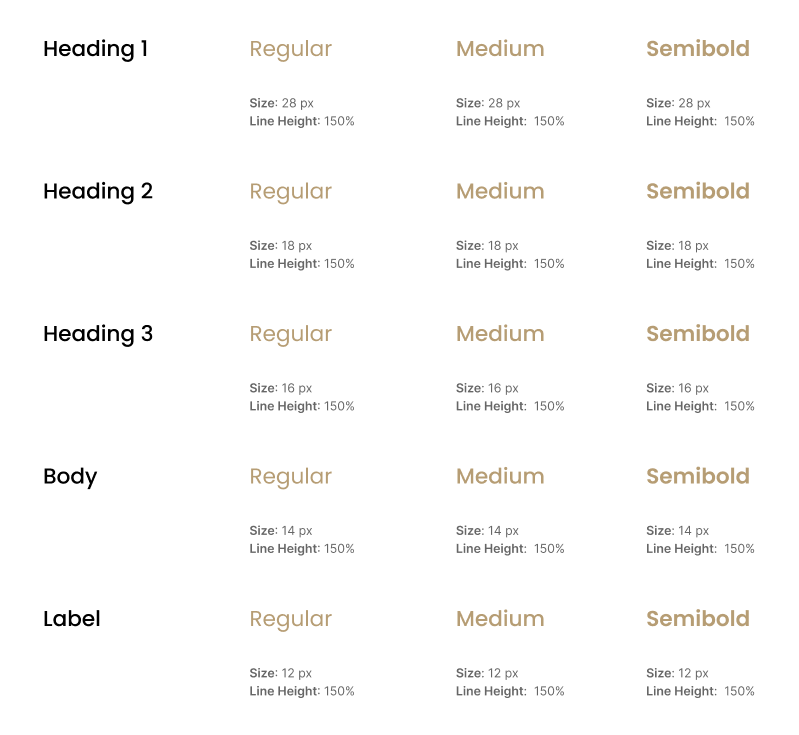 Heading 1
Regular
Medium
Semibold
Size: 28 px
Line Height: 150%
Size: 28 px
Line Height: 150%
Size: 28 px
Line Height: 150%
Heading 2
Regular
Medium
Semibold
Size: 18 px
Line Height: 150%
Size: 18 px
Line Height: 150%
Size: 18 px
Line Height: 150%
Heading 3
Regular
Medium
Semibold
Size: 16 px
Line Height: 150%
Size: 16 px
Line Height: 150%
Size: 16 px
Line Height: 150%
Body
Regular
Medium
Semibold
Size: 14 px
Line Height: 150%
Size: 14 px
Line Height: 150%
Size: 14 px
Line Height: 150%
Label
Regular
Medium
Semibold
Size: 12 px
Line Height: 150%
Size: 12 px
Line Height: 150%
Size: 12 px
Line Height: 150%